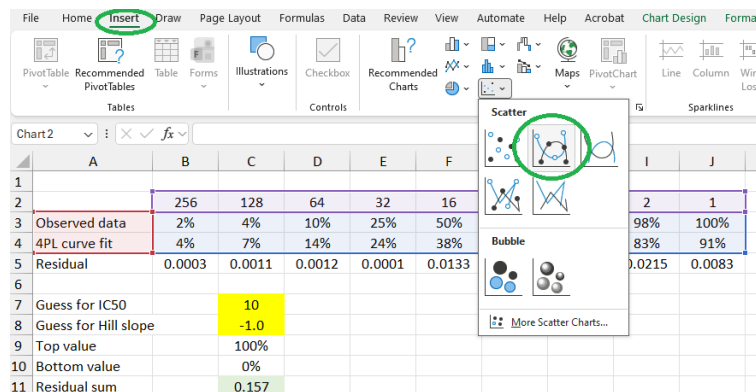 File Home Insert Draw Page Layout Formulas Data Review View Automate Help Acrobat Chart Design
PivotTable Recommended PivotTables Table Forms Illustrations Checkbox Recommended Charts Maps PivotChart Line Column
Tables Controls Sparklines
Scatter
Chart 2 fx
A B C D E F I J
1
2 256 128 64 32 16 2 1
3 Observed data 2% 4% 10% 25% 50% 98% 100%
4 4PL curve fit 4% 7% 14% 24% 38% 83% 91%
Bubble
5 Residual 0.0003 0.0011 0.0012 0.0001 0.0133 0.0215 0.0083
6
7 Guess for IC50 10
8 Guess for Hill slope -1.0
More Scatter Charts...
9 Top value 100%
10 Bottom value 0%
11 Residual sum 0.157